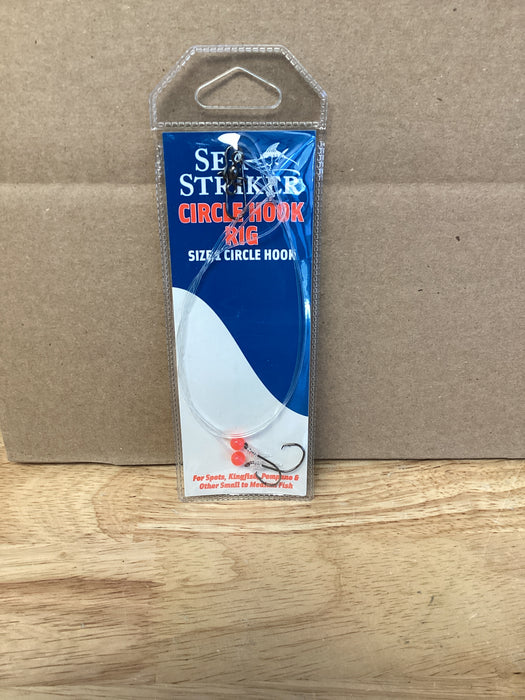 SEA
STRIKER
CIRCLE HOOK
RIG
SIZE 1 CIRCLE HOOK
For Spots, Kingfish, Pompano &
Other Small to Medium Fish